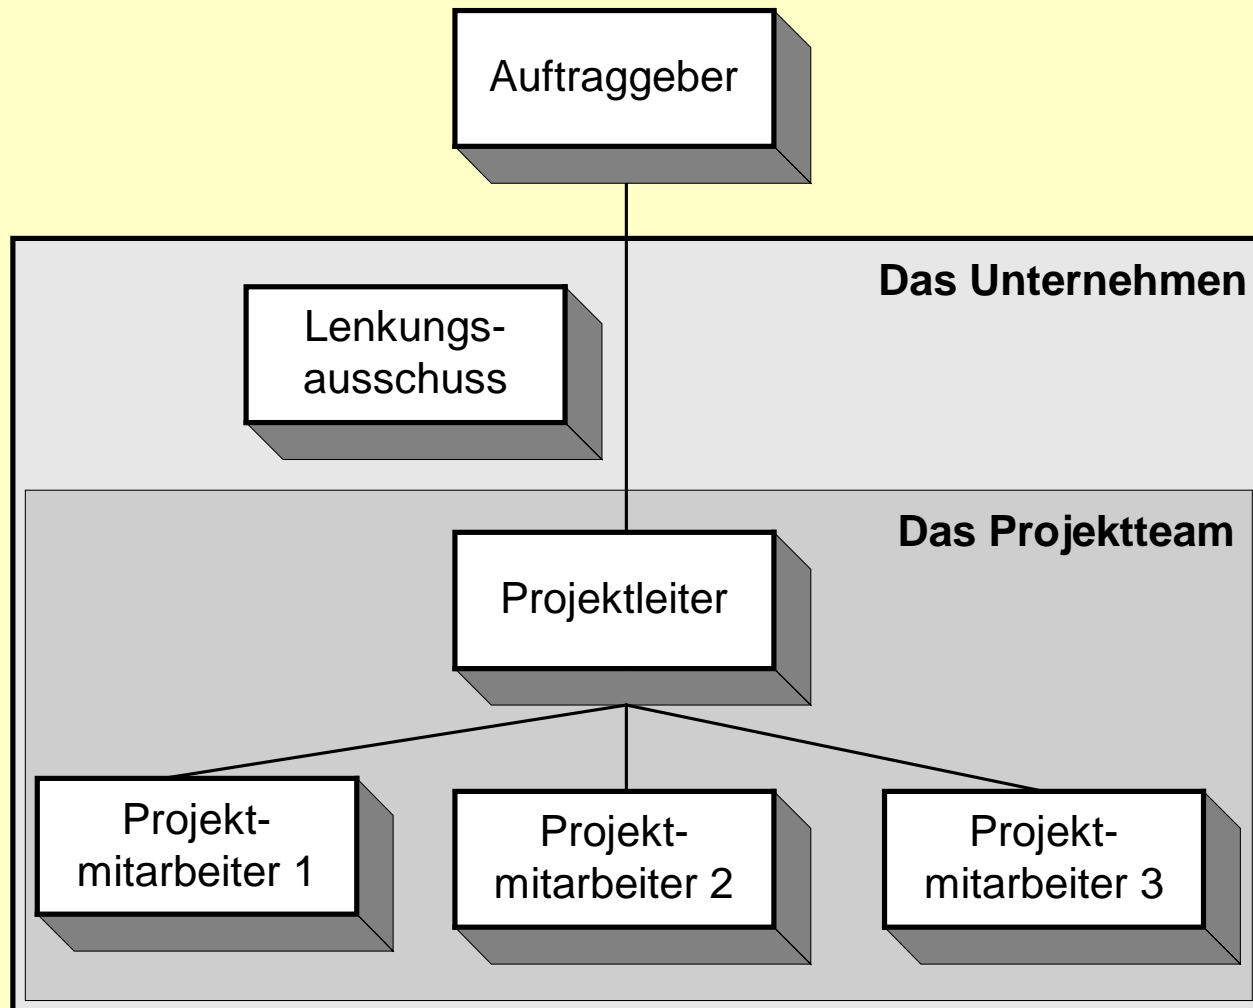 Auftraggeber
Das Unternehmen
Lenkungs-
ausschuss
Das Projektteam
Projektleiter
Projekt-
mitarbeiter 1
Projekt-
mitarbeiter 2
Projekt-
mitarbeiter 3